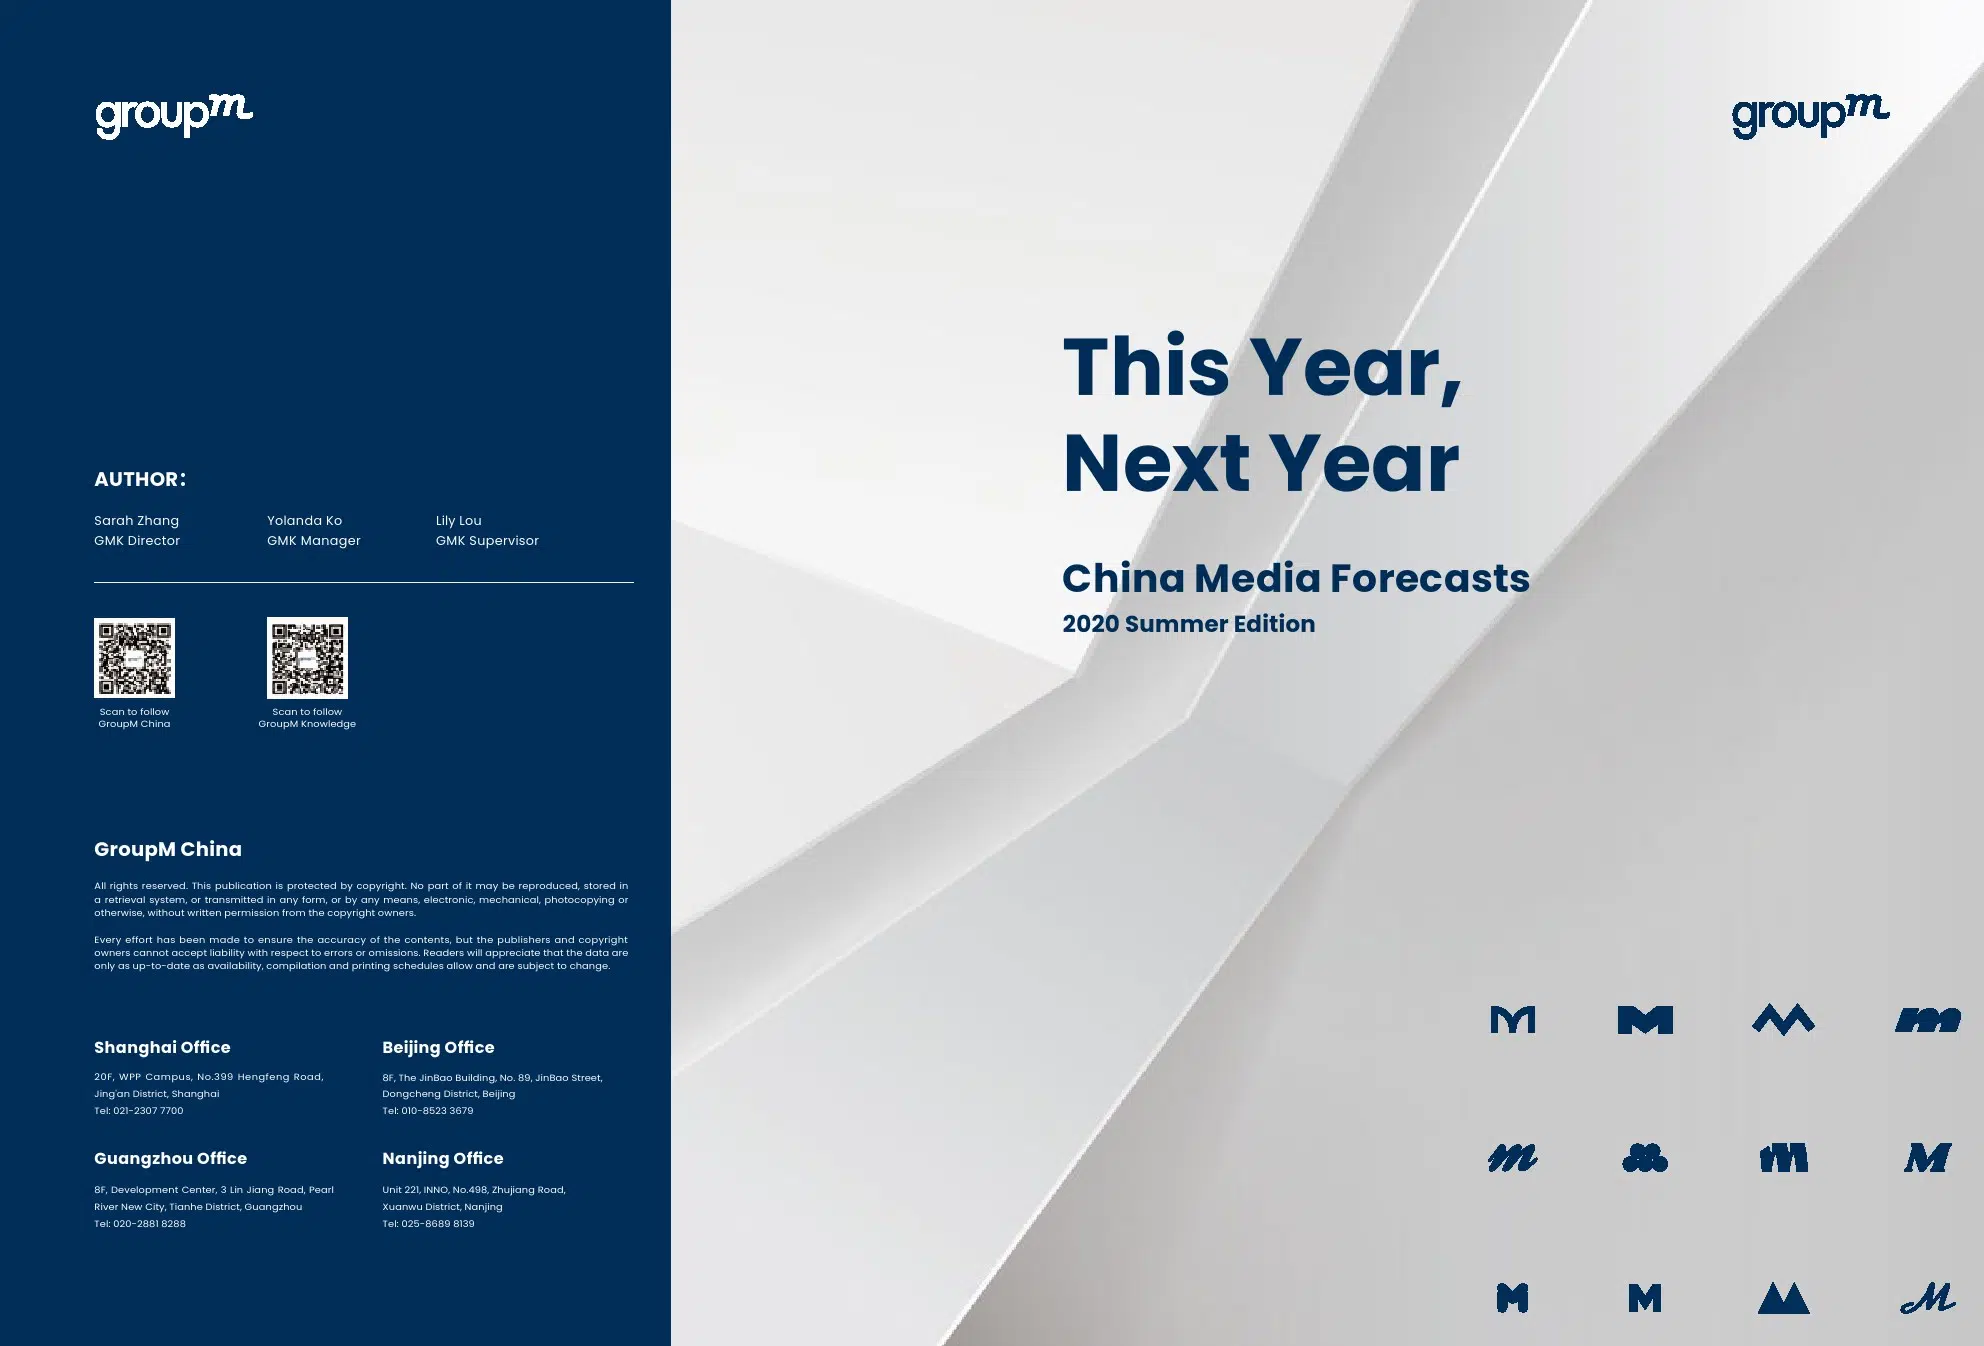 groupm
AUTHOR：
Sarah Zhang
GMK Director
Yolanda Ko
GMK Manager
Lily Lou
GMK Supervisor
Scan to follow
GroupM China
Scan to follow
GroupM Knowledge
GroupM China
All rights reserved. This publication is protected by copyright. No part of it may be reproduced, stored in
a retrieval system, or transmitted in any form, or by any means, electronic, mechanical, photocopying or
otherwise, without written permission from the copyright owners.
Every effort has been made to ensure the accuracy of the contents, but the publishers and copyright
owners cannot accept liability with respect to errors or omissions. Readers will appreciate that the data are
only as up-to-date as availability, compilation and printing schedules allow and are subject to change.
Shanghai Office
20F, WPP Campus, No.399 Hengfeng Road,
Jing'an District, Shanghai
Tel: 021-2307 7700
Beijing Office
8F, The JinBao Building, No. 89, JinBao Street,
Dongcheng District, Beijing
Tel: 010-8523 3679
Guangzhou Office
8F, Development Center, 3 Lin Jiang Road, Pearl
River New City, Tianhe District, Guangzhou
Tel: 020-2881 8288
Nanjing Office
Unit 221, INNO, No.498, Zhujiang Road,
Xuanwu District, Nanjing
Tel: 025-8689 8139
groupm
This Year,
Next Year
China Media Forecasts
2020 Summer Edition
M M M m
m M M M
M M M M